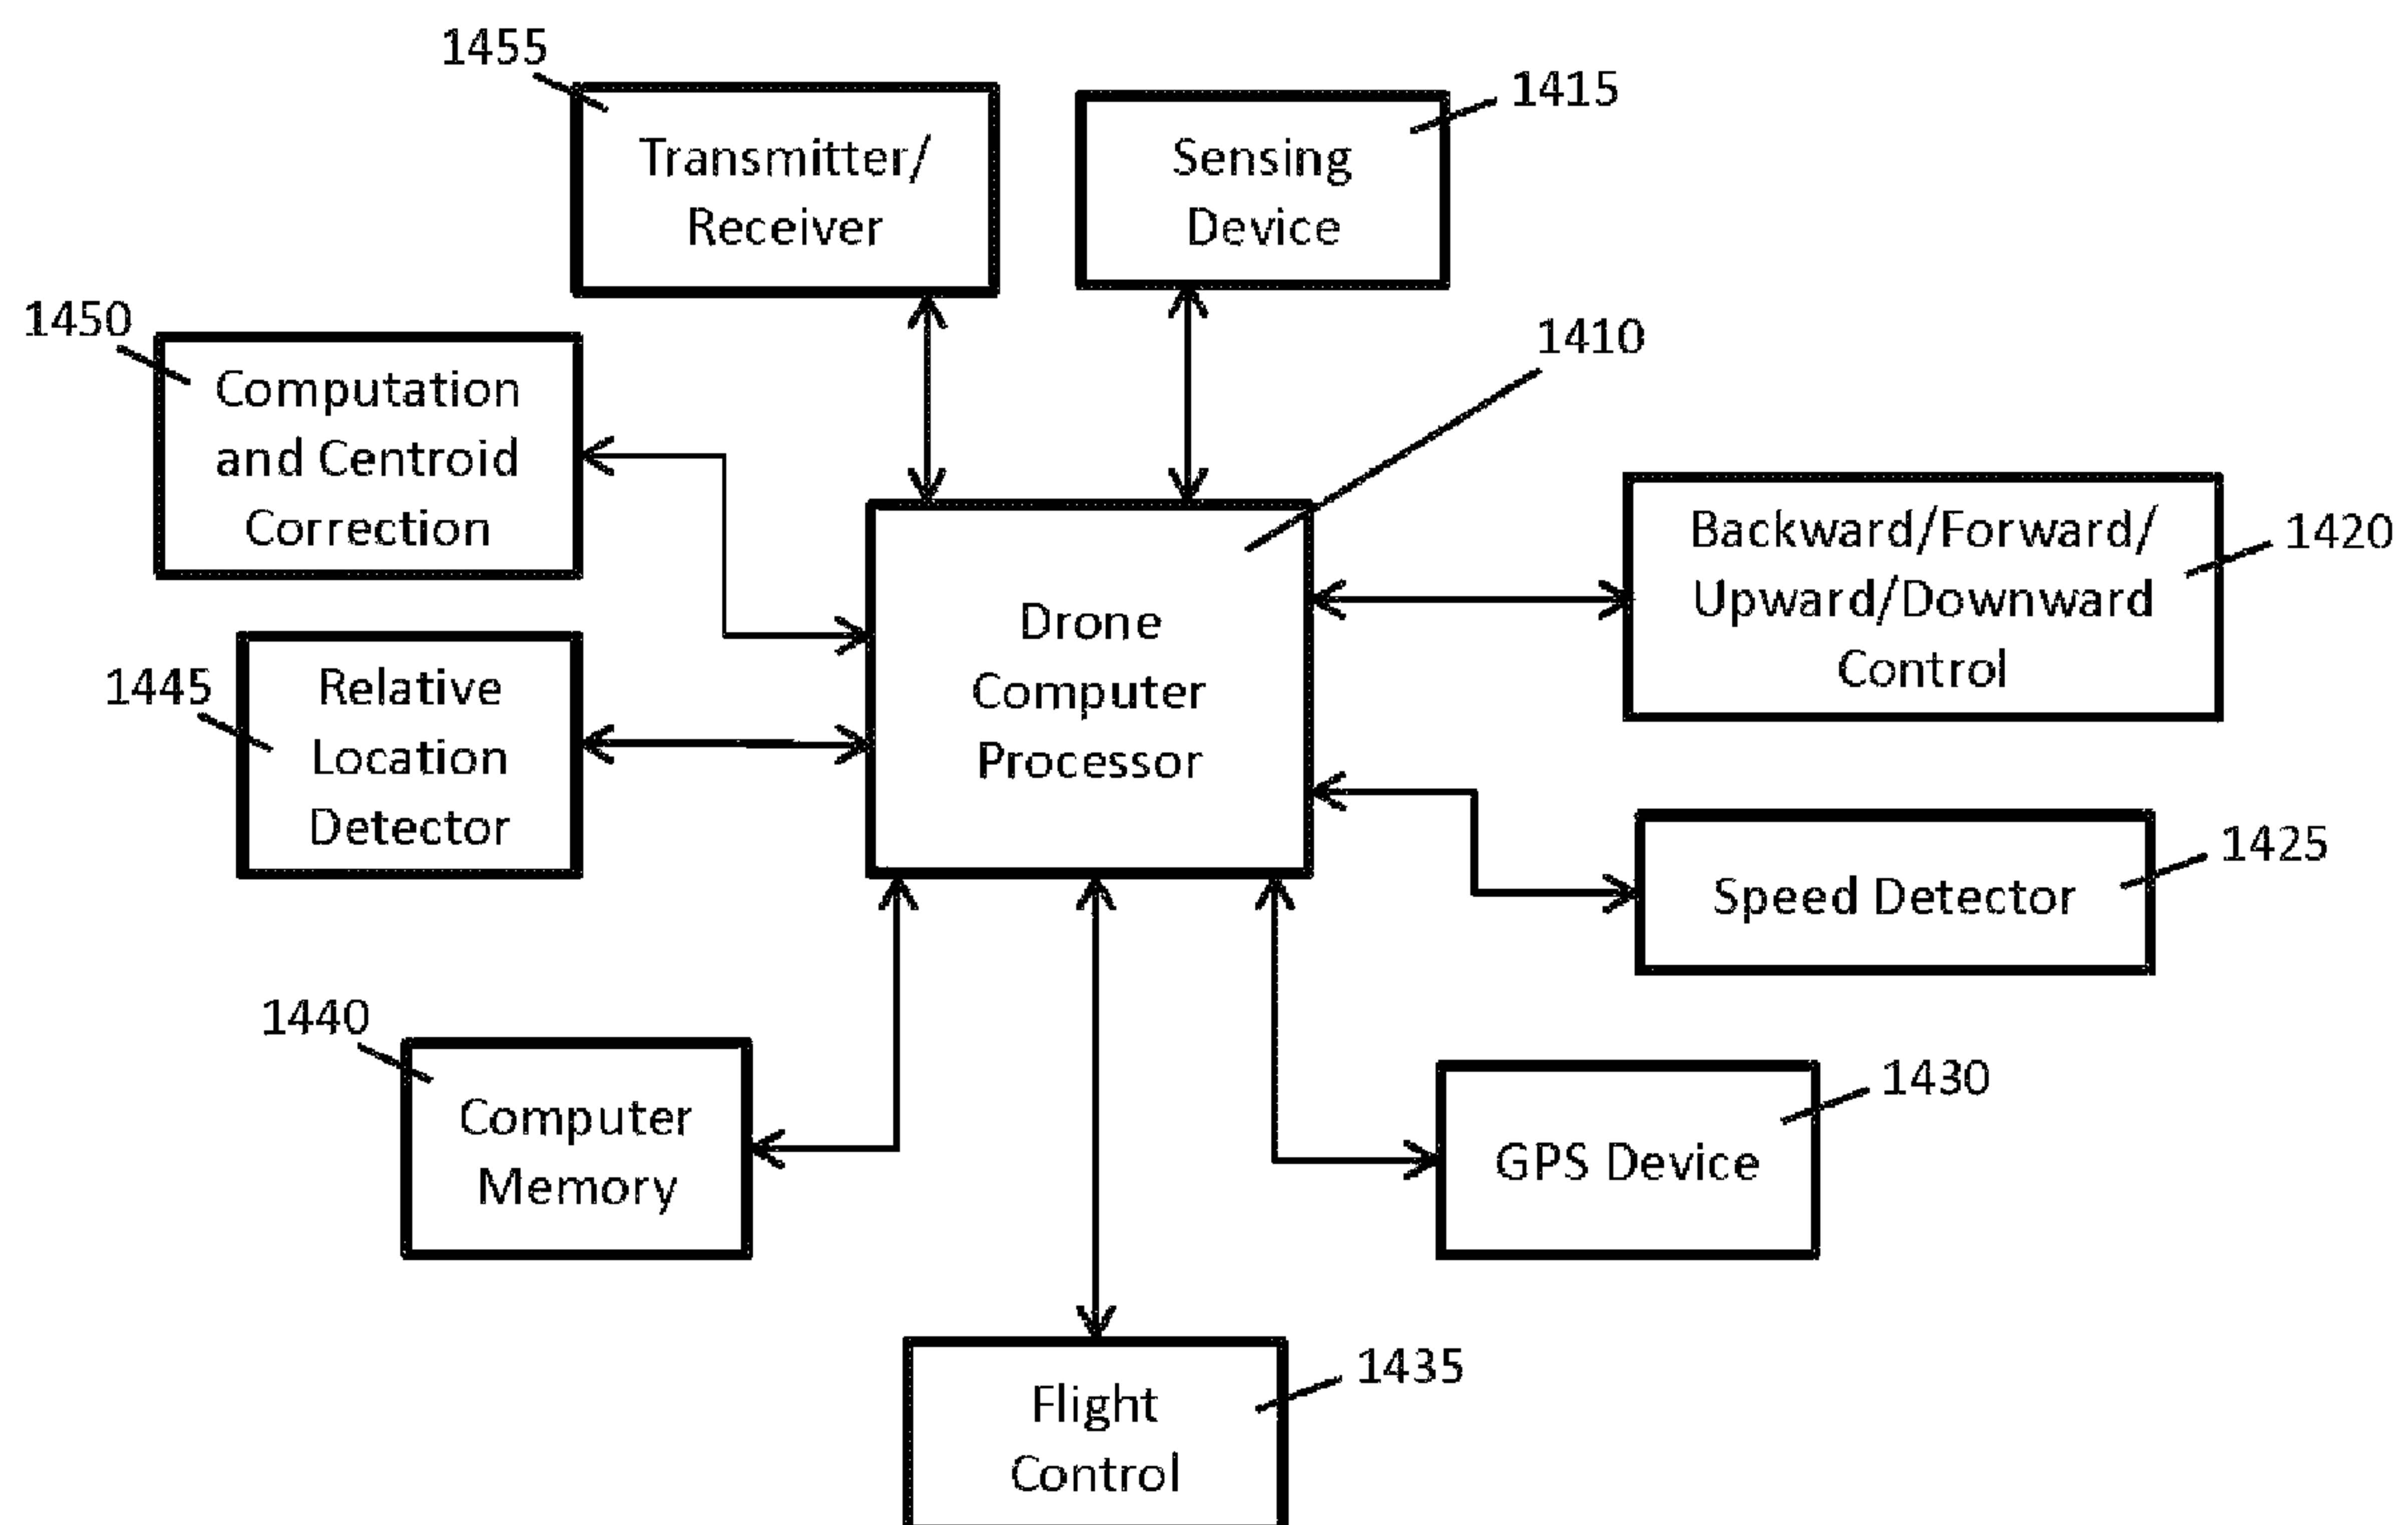 1455
Transmitter/
Receiver
1415
Sensing
Device
1450
Computation
and Centroid
Correction
1410
Drone
Computer
Processor
Backward/Forward/
Upward/Downward
Control
1420
1445
Relative
Location
Detector
Speed Detector
1425
1440
Computer
Memory
GPS Device
1430
Flight
Control
1435